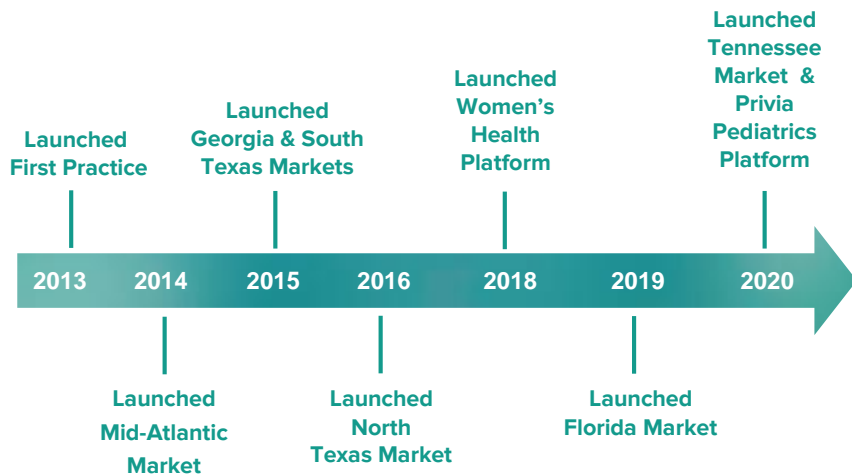 Launched
First Practice
Launched
Georgia & South
Texas Markets
Launched
Women’s
Health
Platform
Launched
Tennessee
Market &
Privia
Pediatrics
Platform
2013 2014 2015 2016 2018 2019 2020
Launched
Mid-Atlantic
Market
Launched
North
Texas Market
Launched
Florida Market